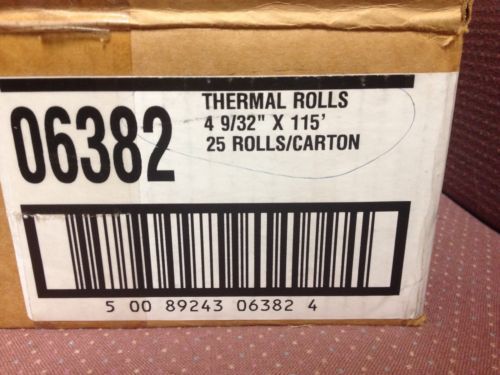 06382
THERMAL ROLLS
4 9/32" X 115'
25 ROLLS/CARTON
5 00 89243 06382 4